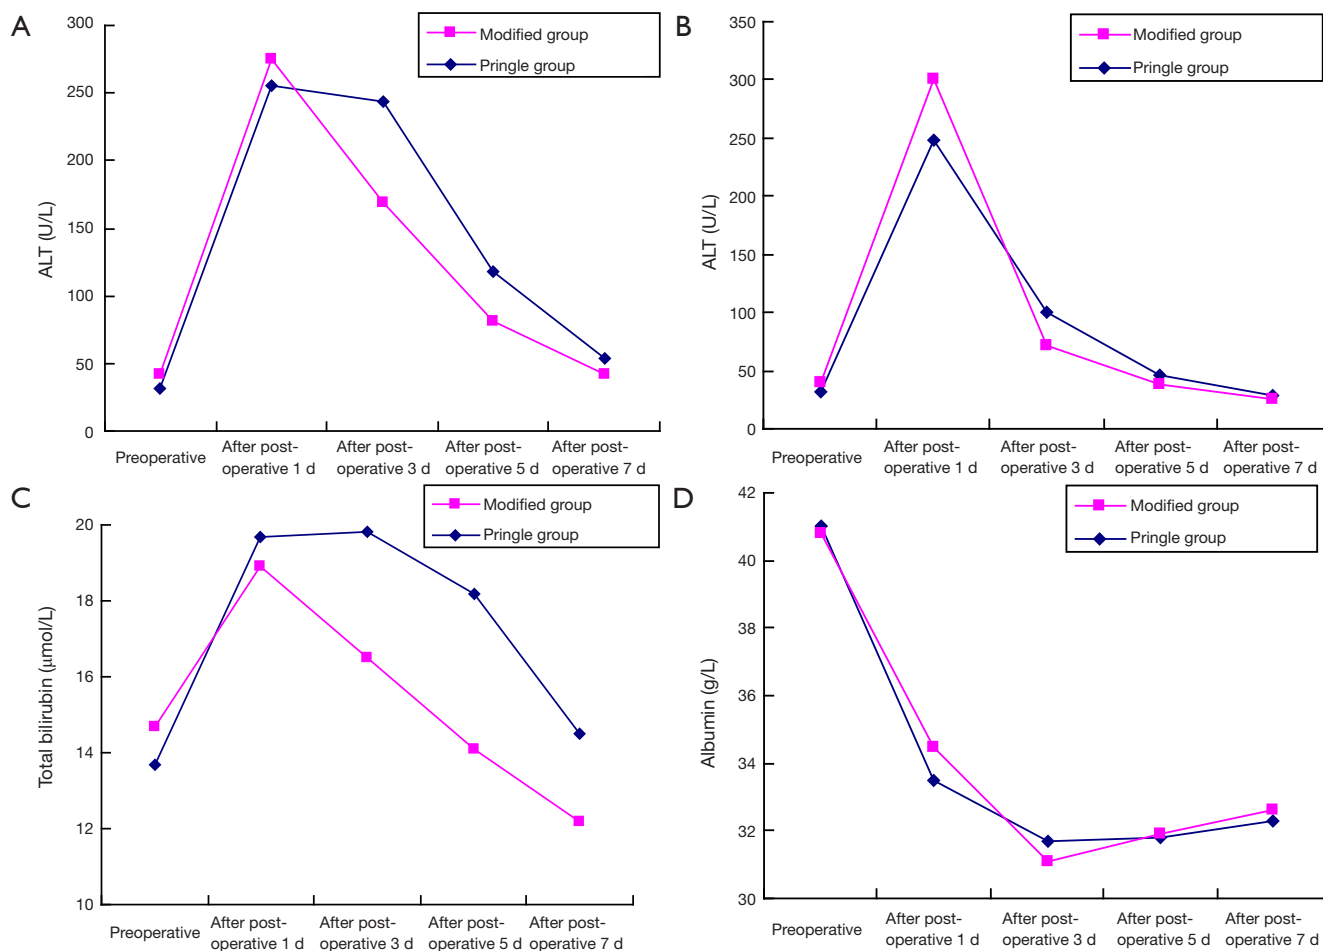 A
300
250
200
150
100
50
0
ALT (U/L)
Modified group
Pringle group
Preoperative
After post-
operative 1 d
After post-
operative 3 d
After post-
operative 5 d
After post-
operative 7 d
B
350
300
250
200
150
100
50
0
ALT (U/L)
Modified group
Pringle group
Preoperative
After post-
operative 1 d
After post-
operative 3 d
After post-
operative 5 d
After post-
operative 7 d
C
20
18
16
14
12
10
Total bilirubin (μmol/L)
Modified group
Pringle group
Preoperative
After post-
operative 1 d
After post-
operative 3 d
After post-
operative 5 d
After post-
operative 7 d
D
42
40
38
36
34
32
30
Albumin (g/L)
Modified group
Pringle group
Preoperative
After post-
operative 1 d
After post-
operative 3 d
After post-
operative 5 d
After post-
operative 7 d